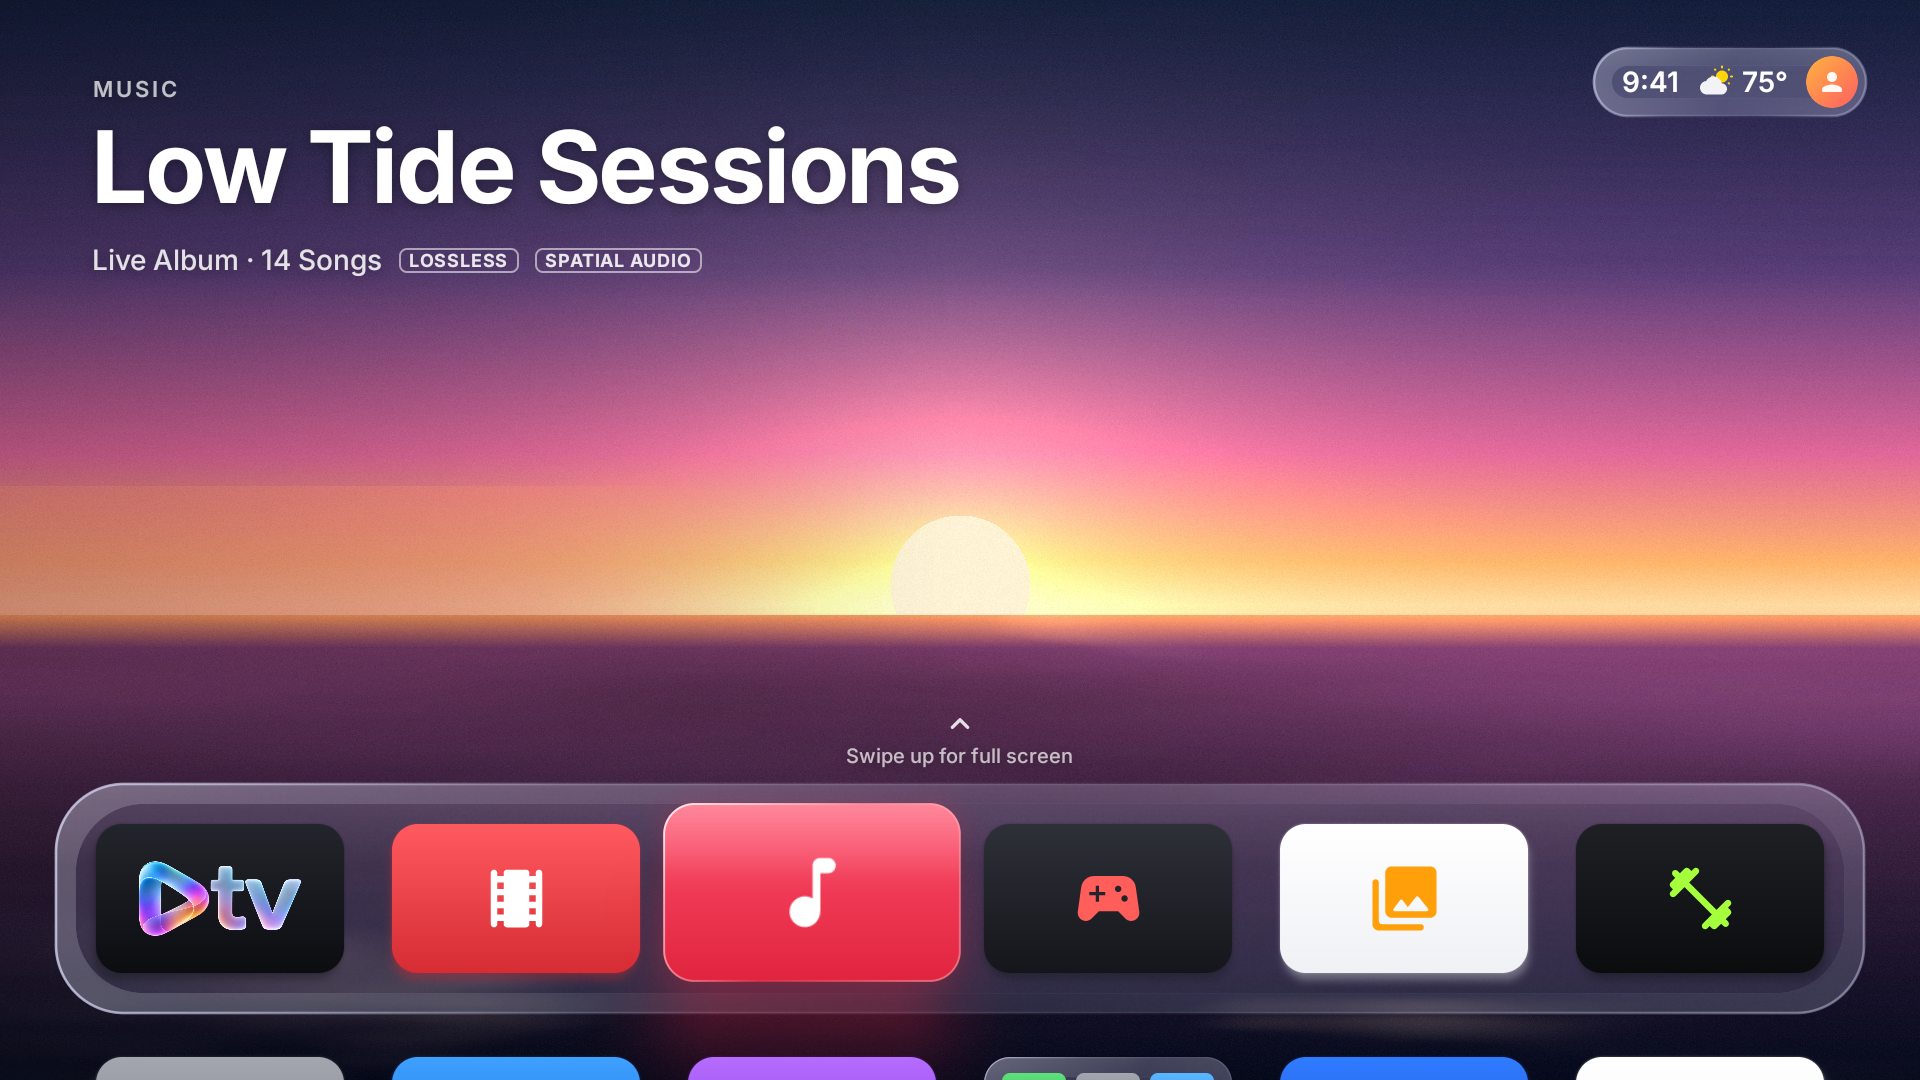 MUSIC
9:41 75°
Low Tide Sessions
Live Album · 14 Songs LOSSLESS SPATIAL AUDIO
Swipe up for full screen
tv